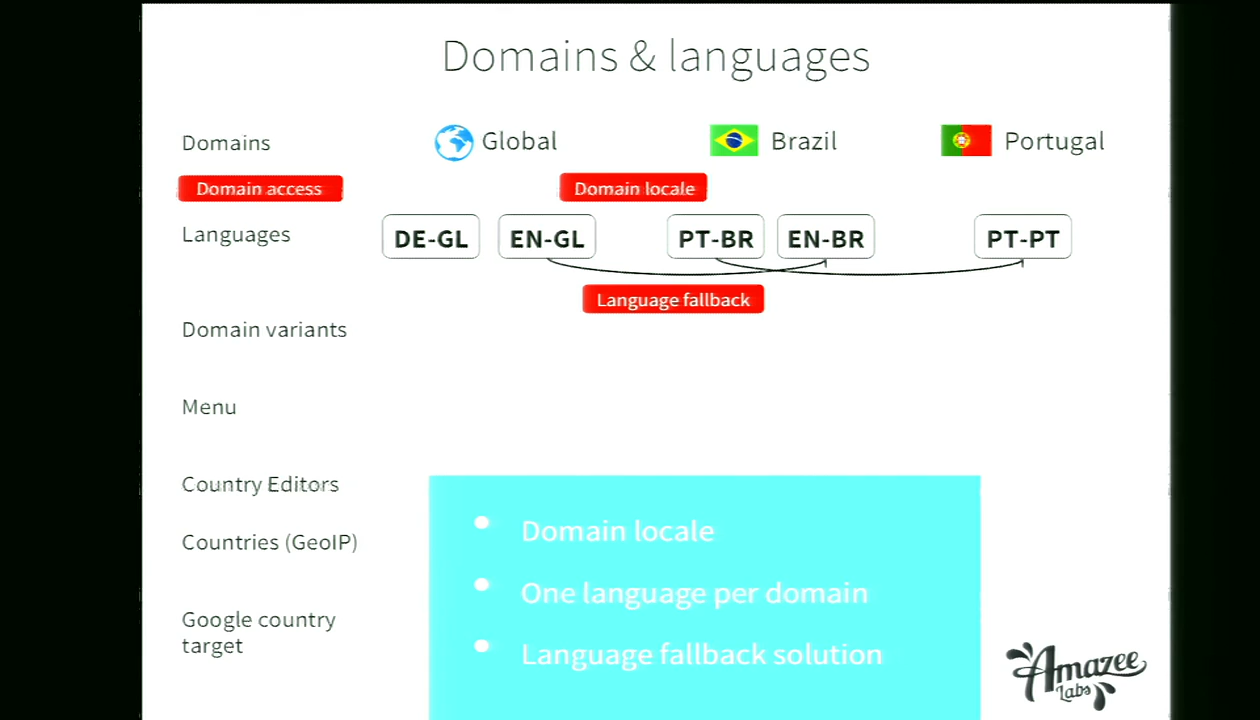 Domains & languages
Domains
Global
Brazil
Portugal
Domain access
Domain locale
Languages
DE-GL
EN-GL
PT-BR
EN-BR
PT-PT
Language fallback
Domain variants
Menu
Country Editors
Countries (GeoIP)
Google country
target
• Domain locale
• One language per domain
• Language fallback solution
Amazee
Labs